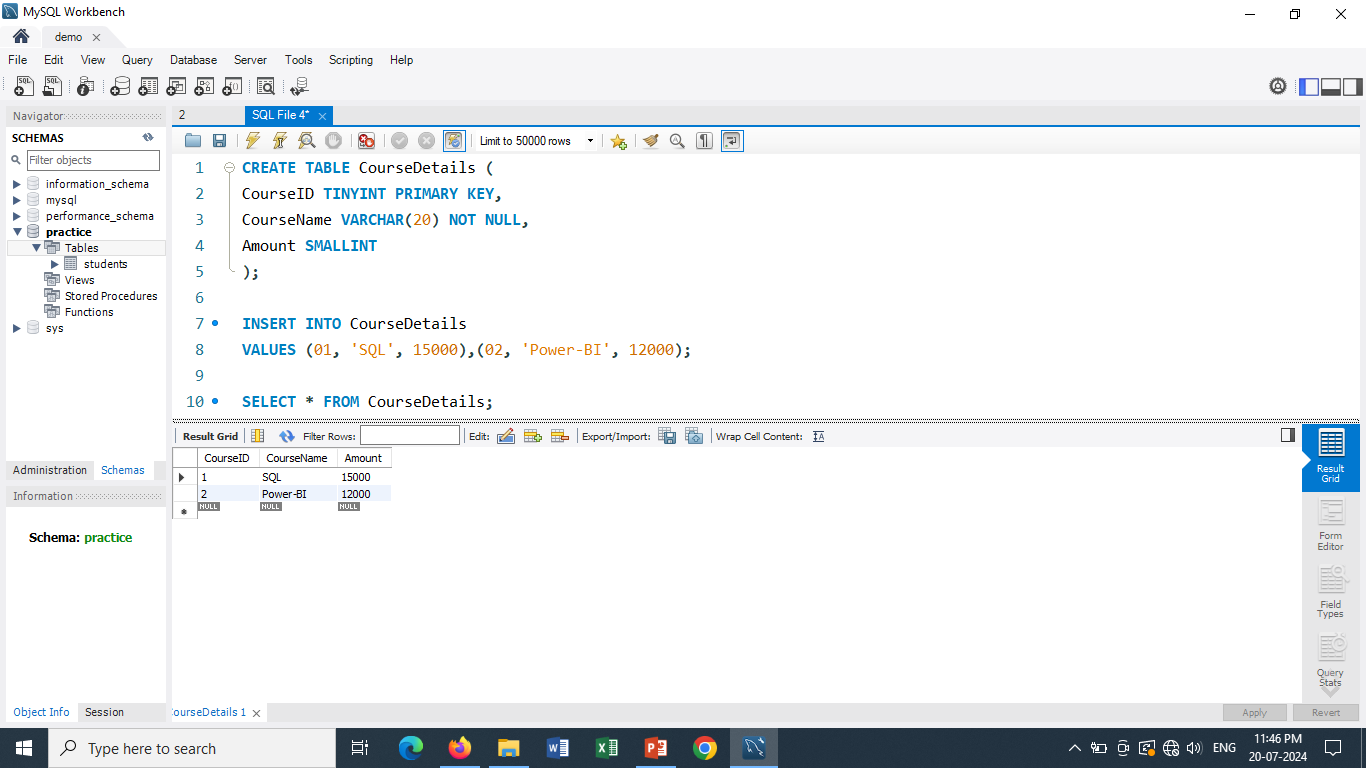 MySQL Workbench
demo
File Edit View Query Database Server Tools Scripting Help
Navigator
SCHEMAS
Filter objects
information_schema
mysql
performance_schema
practice
Tables
students
Views
Stored Procedures
Functions
sys
Administration Schemas
Information
Schema: practice
Object Info Session
2 SQL File 4*
Limit to 50000 rows
1 CREATE TABLE CourseDetails (
2 CourseID TINYINT PRIMARY KEY,
3 CourseName VARCHAR(20) NOT NULL,
4 Amount SMALLINT
5 );
6
7 INSERT INTO CourseDetails
8 VALUES (01, 'SQL', 15000),(02, 'Power-BI', 12000);
9
10 SELECT * FROM CourseDetails;
Result Grid Filter Rows: Edit: Export/Import: Wrap Cell Content: IA
CourseID CourseName Amount
1 SQL 15000
2 Power-BI 12000
NULL NULL NULL
Result
Grid
Form
Editor
Field
Types
Query
Stats
ourseDetails 1
Apply Revert
Type here to search
ENG
11:46 PM
20-07-2024